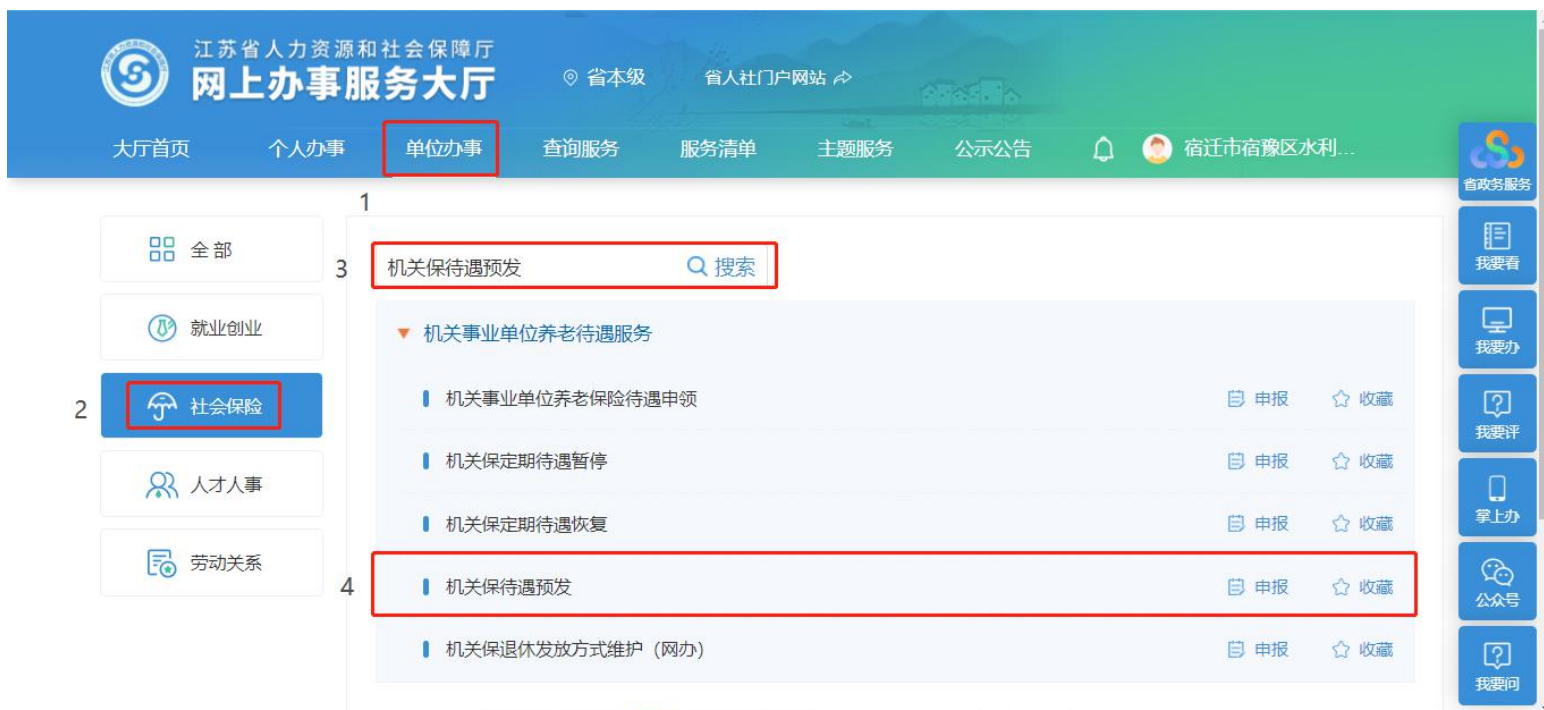 江苏省人力资源和社会保障厅
网上办事服务大厅
省本级
省人社门户网站
大厅首页
个人办事
单位办事
查询服务
服务清单
主题服务
公示公告
宿迁市宿豫区水利...
省政务服务
1
全部
3
机关保待遇预发
搜索
我要看
就业创业
机关事业单位养老待遇服务
我要办
2
社会保险
机关事业单位养老保险待遇申领
申报
收藏
我要评
人才人事
机关保定期待遇暂停
申报
收藏
掌上办
机关保定期待遇恢复
申报
收藏
劳动关系
4
机关保待遇预发
申报
收藏
公众号
机关保退休发放方式维护（网办）
申报
收藏
我要问